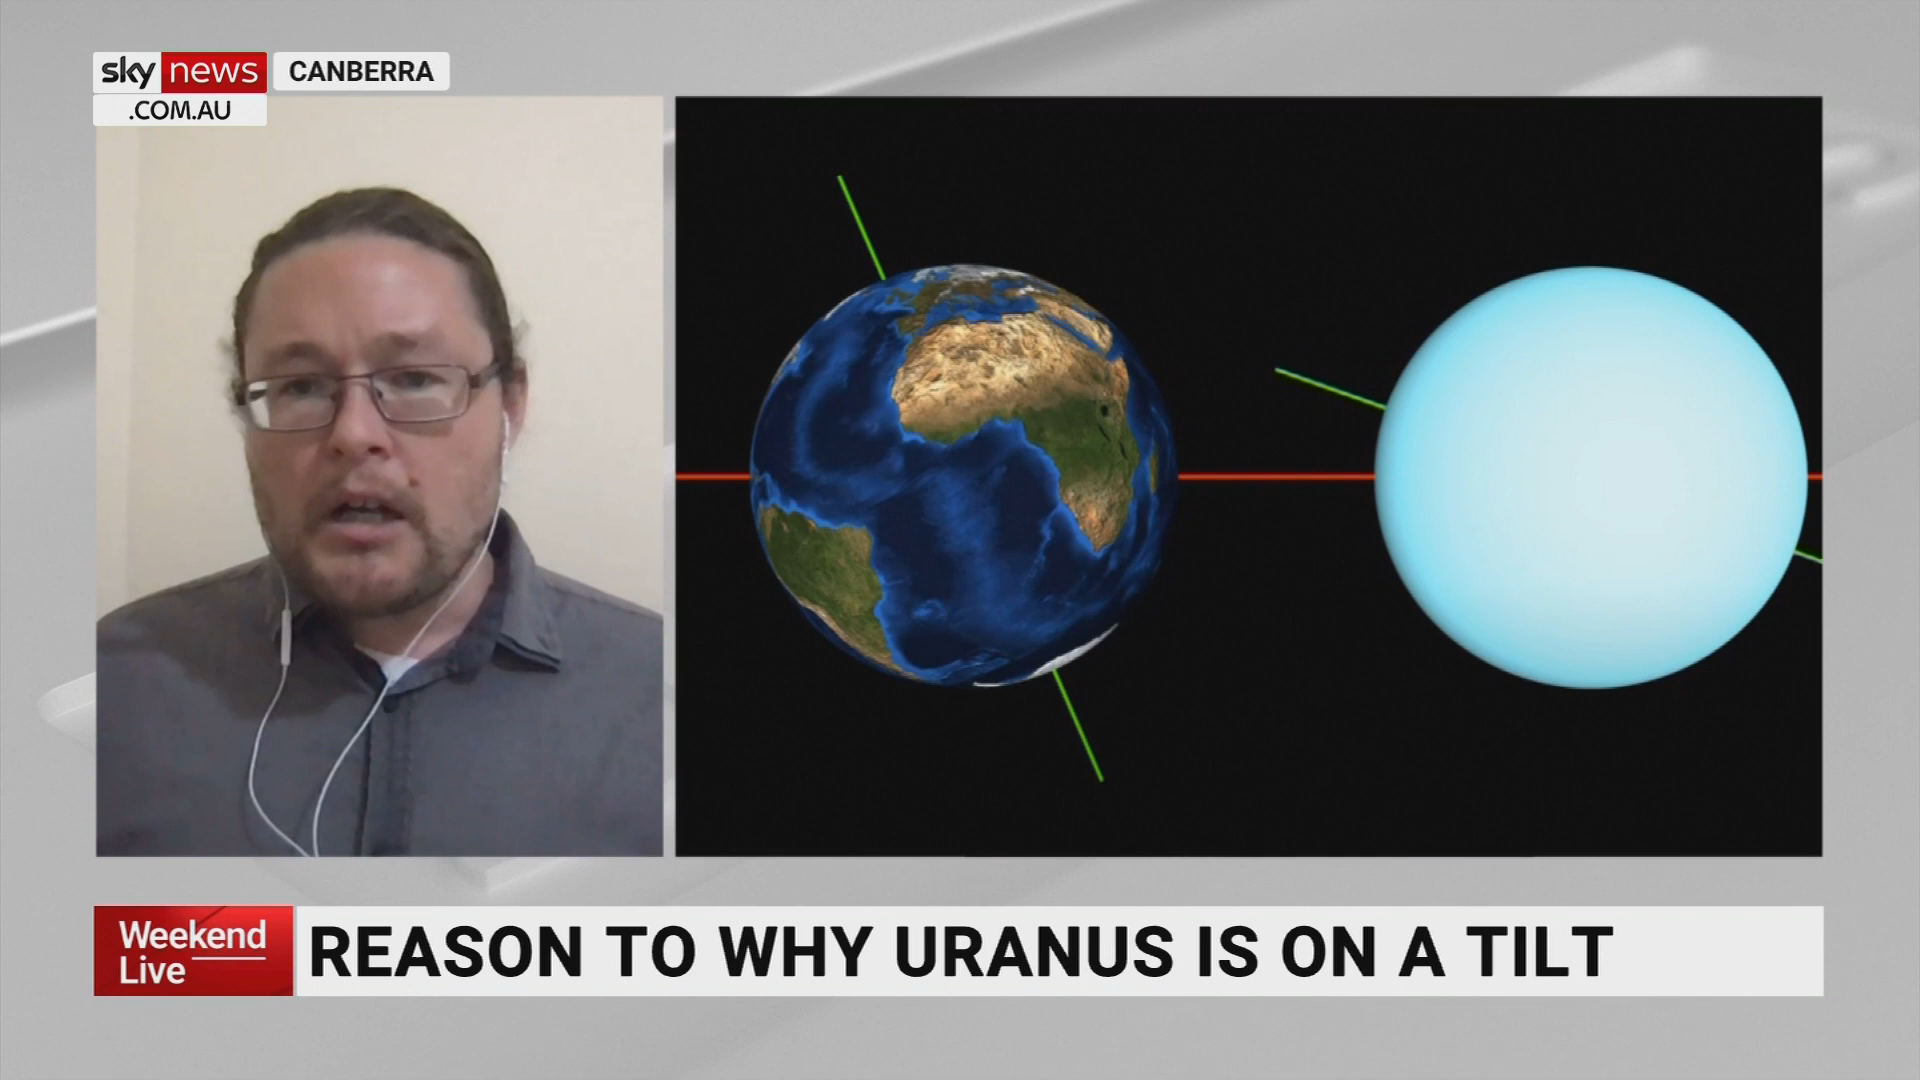 sky news
CANBERRA
.COM.AU
Weekend
Live
REASON TO WHY URANUS IS ON A TILT